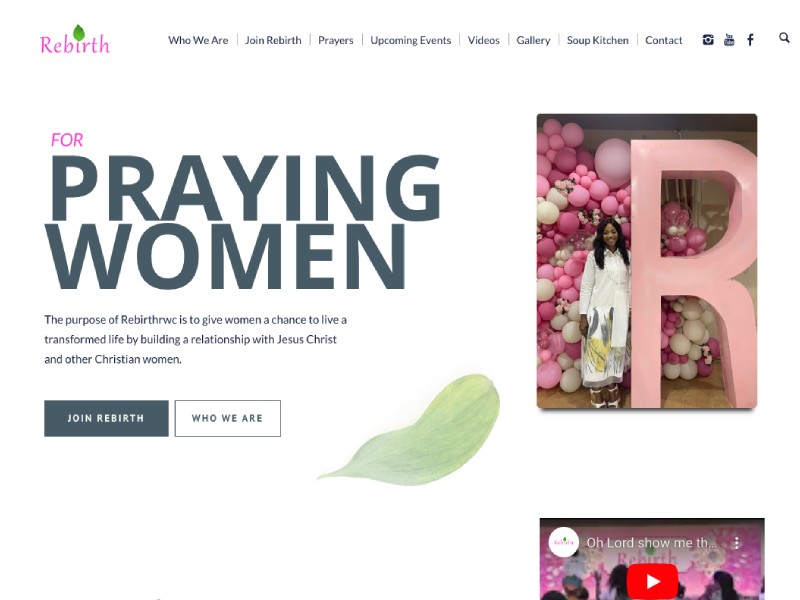 Rebirth
Who We Are
Join Rebirth
Prayers
Upcoming Events
Videos
Gallery
Soup Kitchen
Contact
FOR
PRAYING
WOMEN
The purpose of Rebirthrwc is to give women a chance to live a
transformed life by building a relationship with Jesus Christ
and other Christian women.
JOIN REBIRTH
WHO WE ARE
R
Rebirth
Oh Lord show me th...
Rebirth